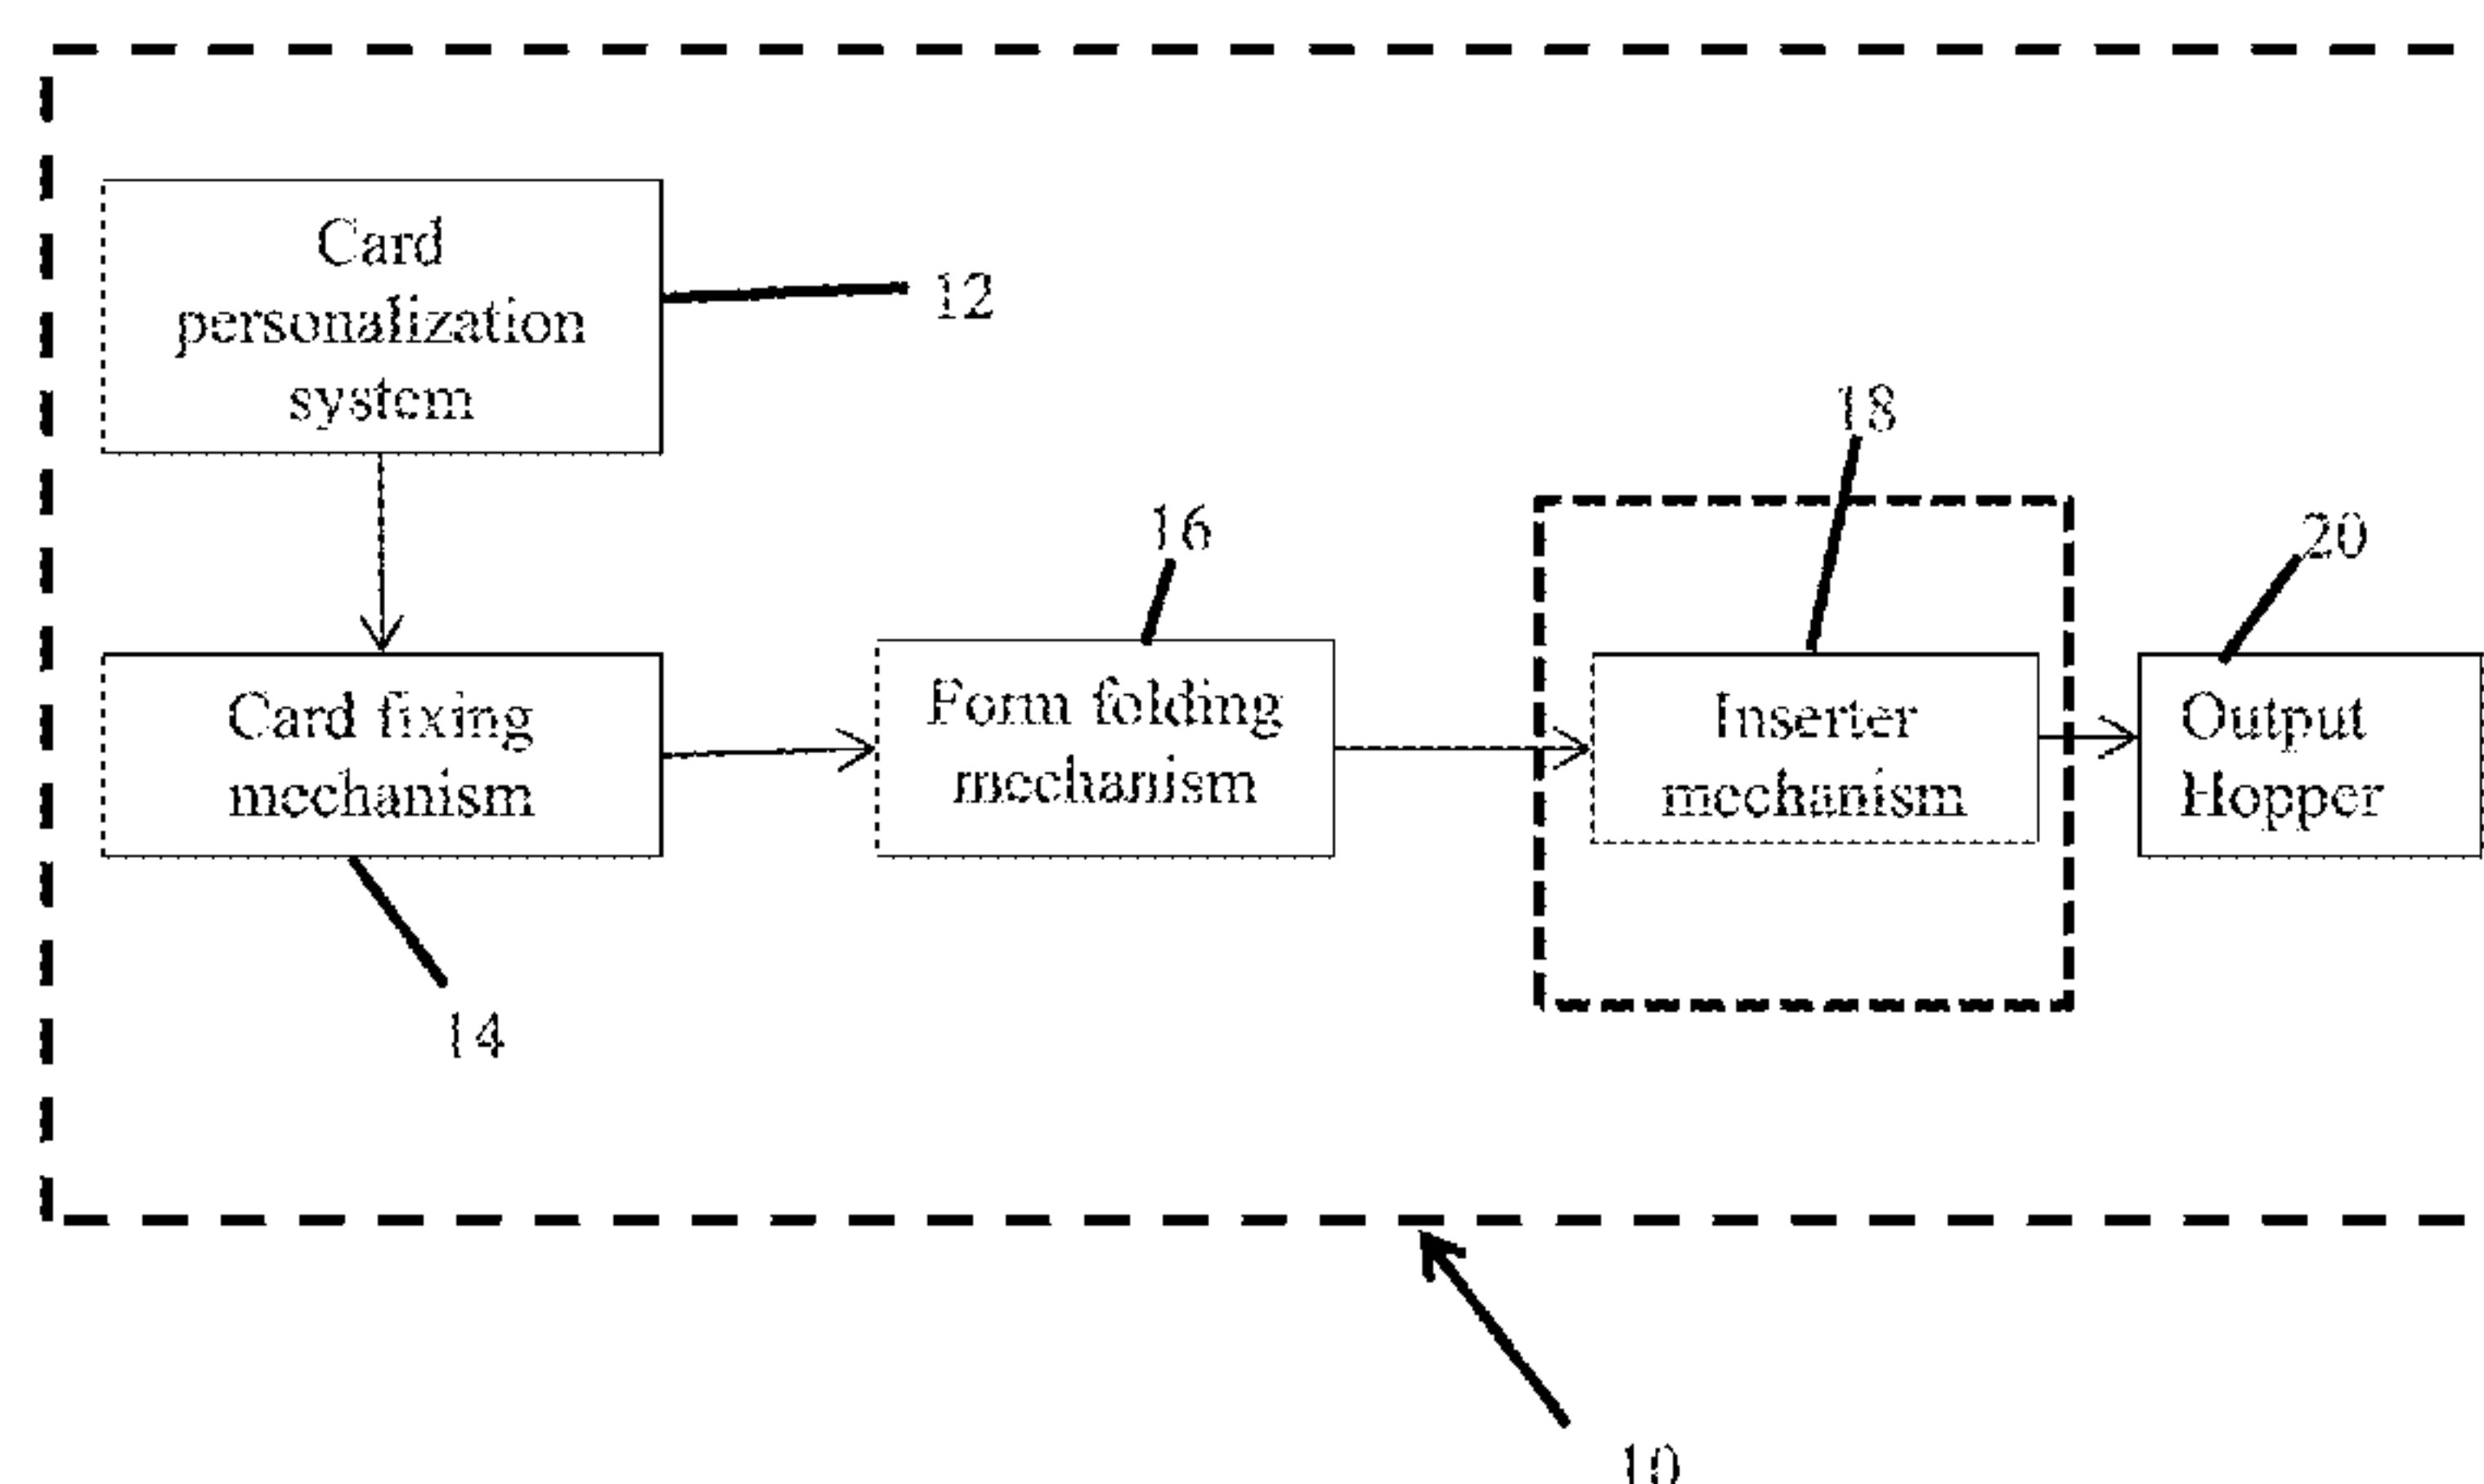 Card
personalization
system
12
18
16
20
Card fixing
mechanism
Form folding
mechanism
Inserter
mechanism
Output
Hopper
14
10